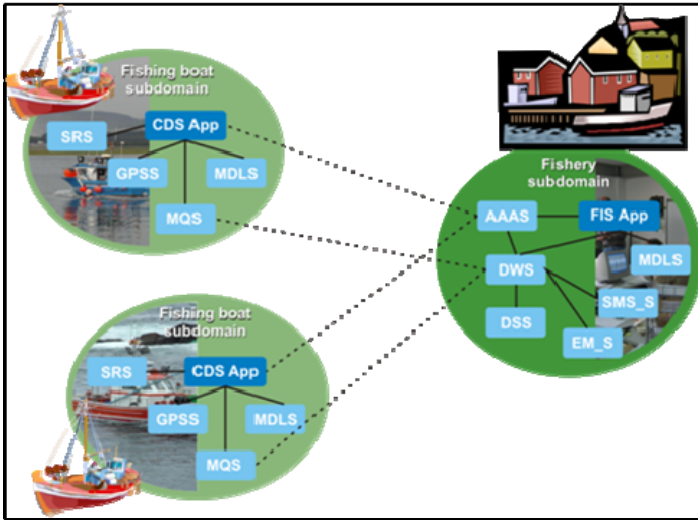 Fishing boat
subdomain
SRS
CDS App
GPSS
MDLS
MQS
Fishery
subdomain
AAAS
FIS App
DWS
MDLS
SMS_S
DSS
EM_S
Fishing boat
subdomain
SRS
CDS App
GPSS
MDLS
MQS